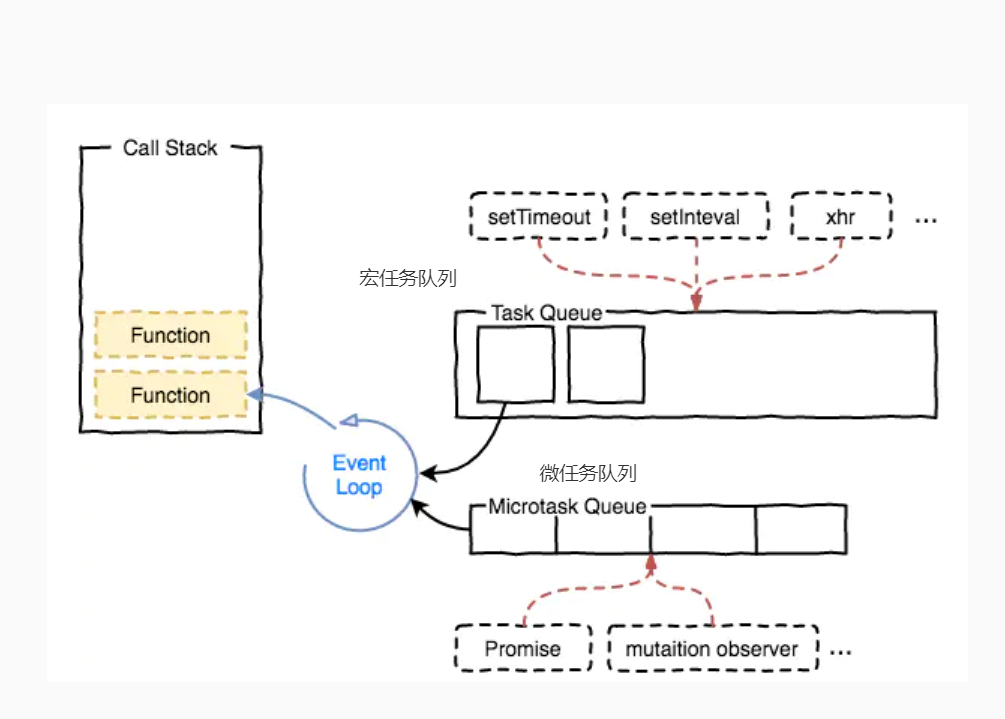 Call Stack
setTimeout
setInteval
xhr
...
宏任务队列
Task Queue
Function
Function
Event
Loop
微任务队列
Microtask Queue
Promise
mutaition observer
...